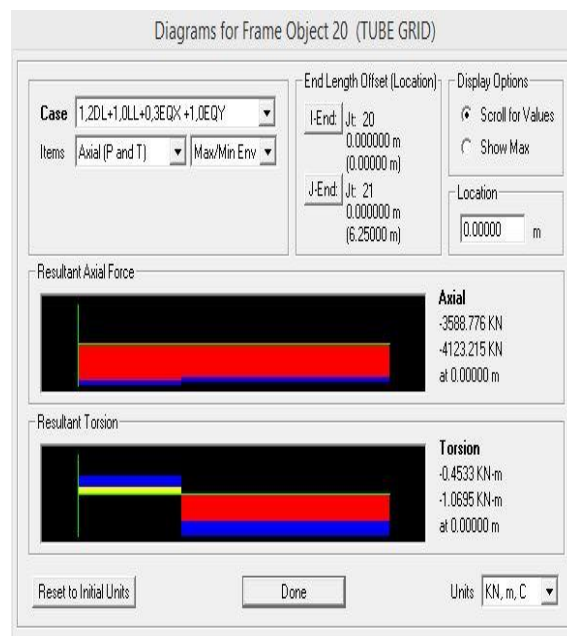 Diagrams for Frame Object 20 (TUBE GRID)
Case 1,2DL+1,0LL+0,3EQX +1,0EQY
Items Axial (P and T) Max/Min Env
End Length Offset (Location)
I-End: Jt: 20
0.000000 m
(0.00000 m)
J-End: Jt: 21
0.000000 m
(6.25000 m)
Display Options
Scroll for Values
Show Max
Location
0.00000 m
Resultant Axial Force
Axial
-3588.776 KN
-4123.215 KN
at 0.00000 m
Resultant Torsion
Torsion
-0.4533 KN-m
-1.0695 KN-m
at 0.00000 m
Reset to Initial Units
Done
Units KN, m, C